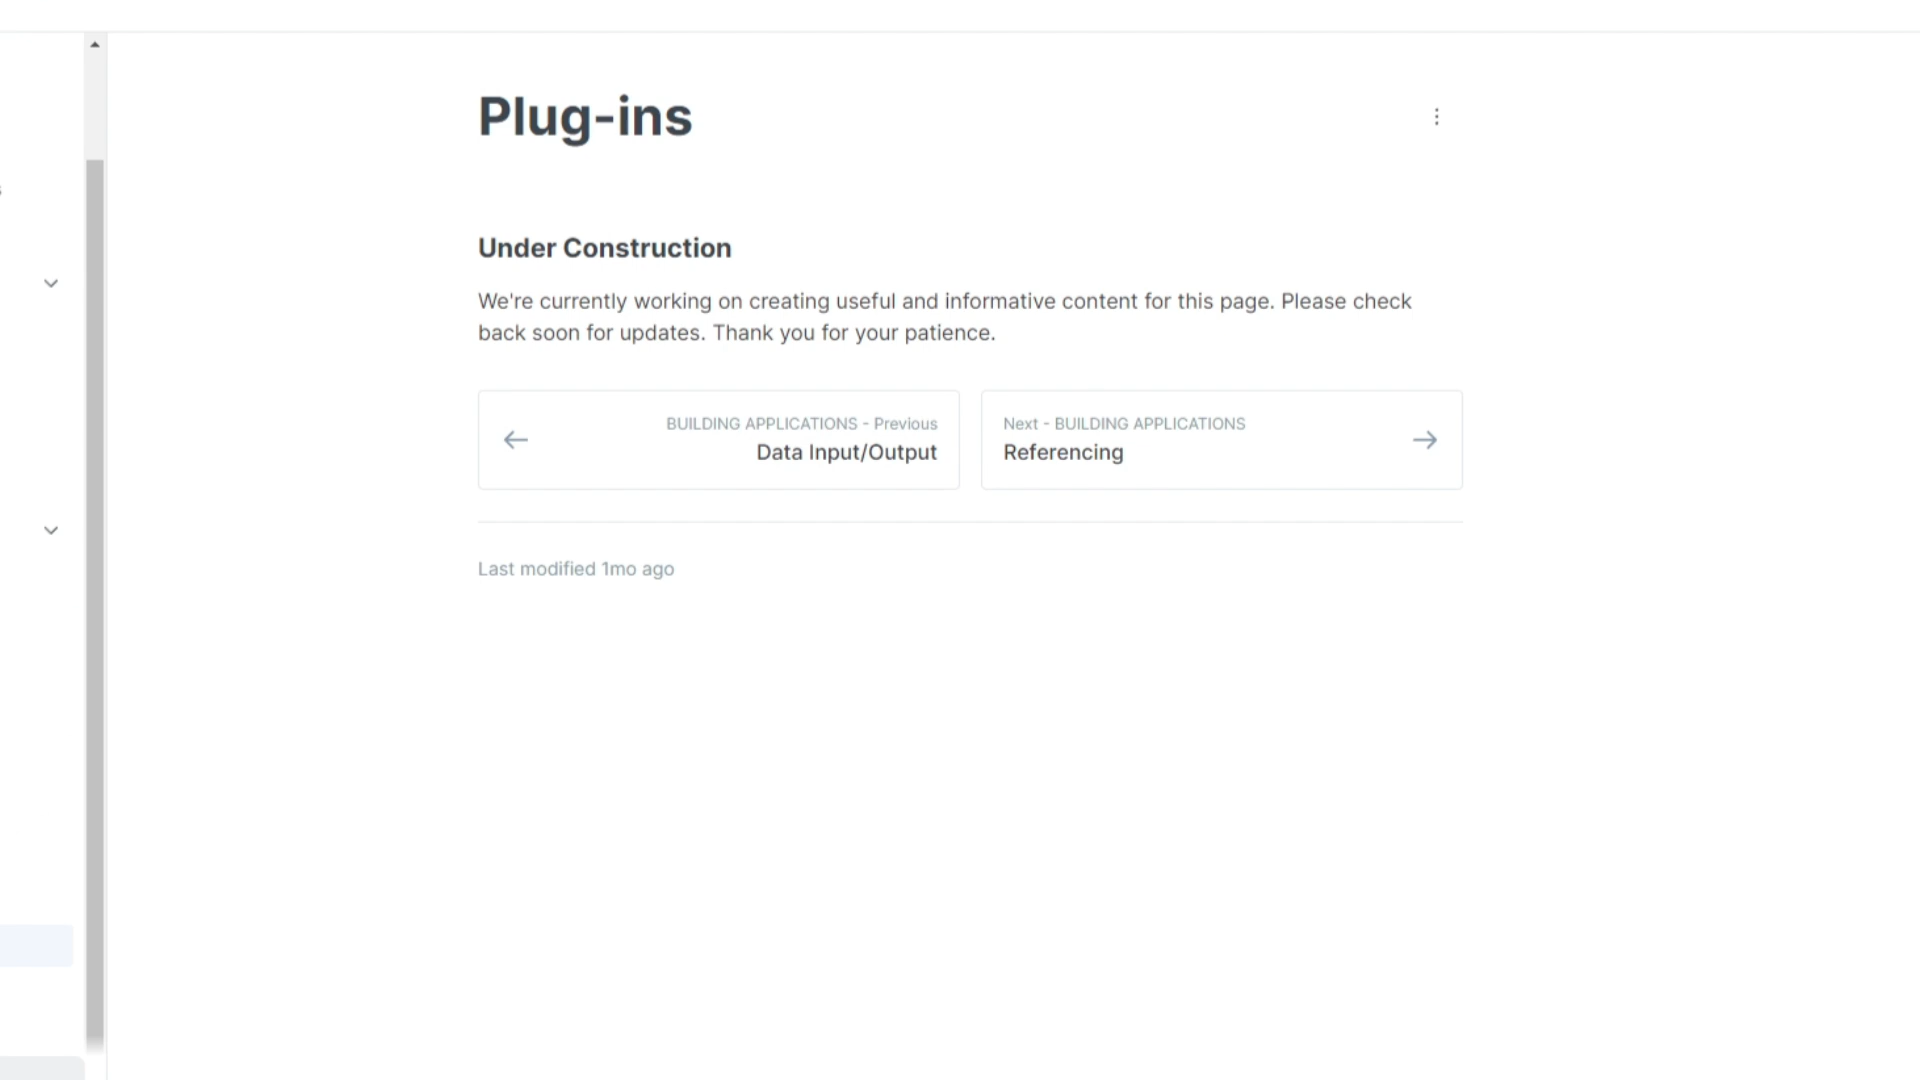 Plug-ins
Under Construction
We're currently working on creating useful and informative content for this page. Please check
back soon for updates. Thank you for your patience.
BUILDING APPLICATIONS - Previous
Data Input/Output
Next - BUILDING APPLICATIONS
Referencing
Last modified 1mo ago